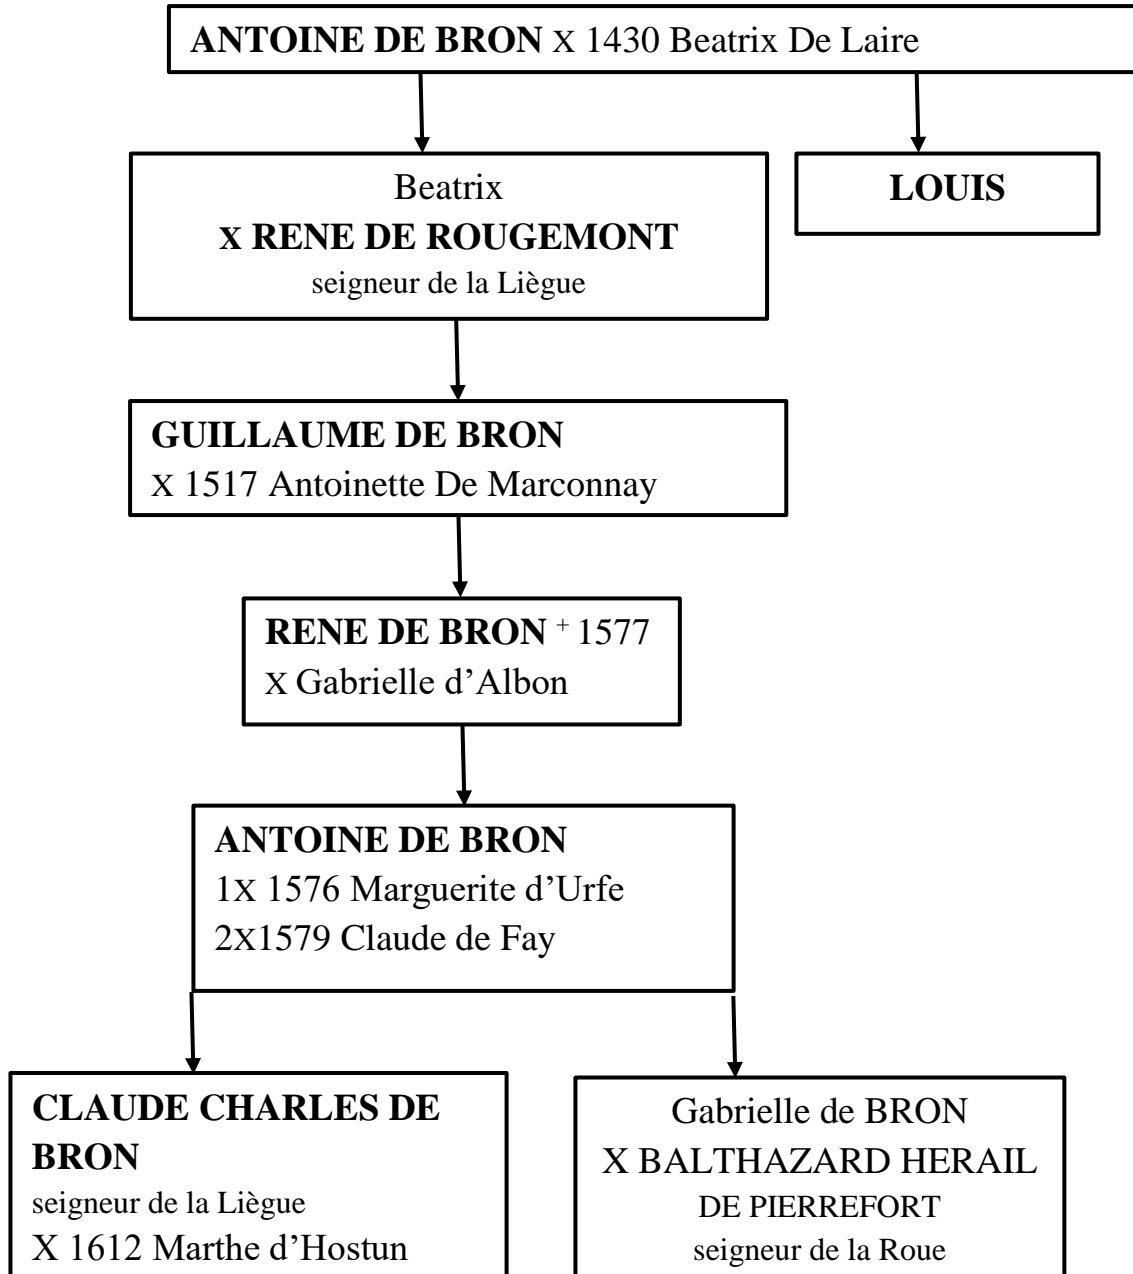 ANTOINE DE BRON X 1430 Beatrix De Laire
Beatrix
X RENE DE ROUGEMONT
seigneur de la Liègue
LOUIS
GUILLAUME DE BRON
X 1517 Antoinette De Marconnay
RENE DE BRON + 1577
X Gabrielle d’Albon
ANTOINE DE BRON
1X 1576 Marguerite d’Urfe
2X1579 Claude de Fay
CLAUDE CHARLES DE
BRON
seigneur de la Liègue
X 1612 Marthe d’Hostun
Gabrielle de BRON
X BALTHAZARD HERAIL
DE PIERREFORT
seigneur de la Roue